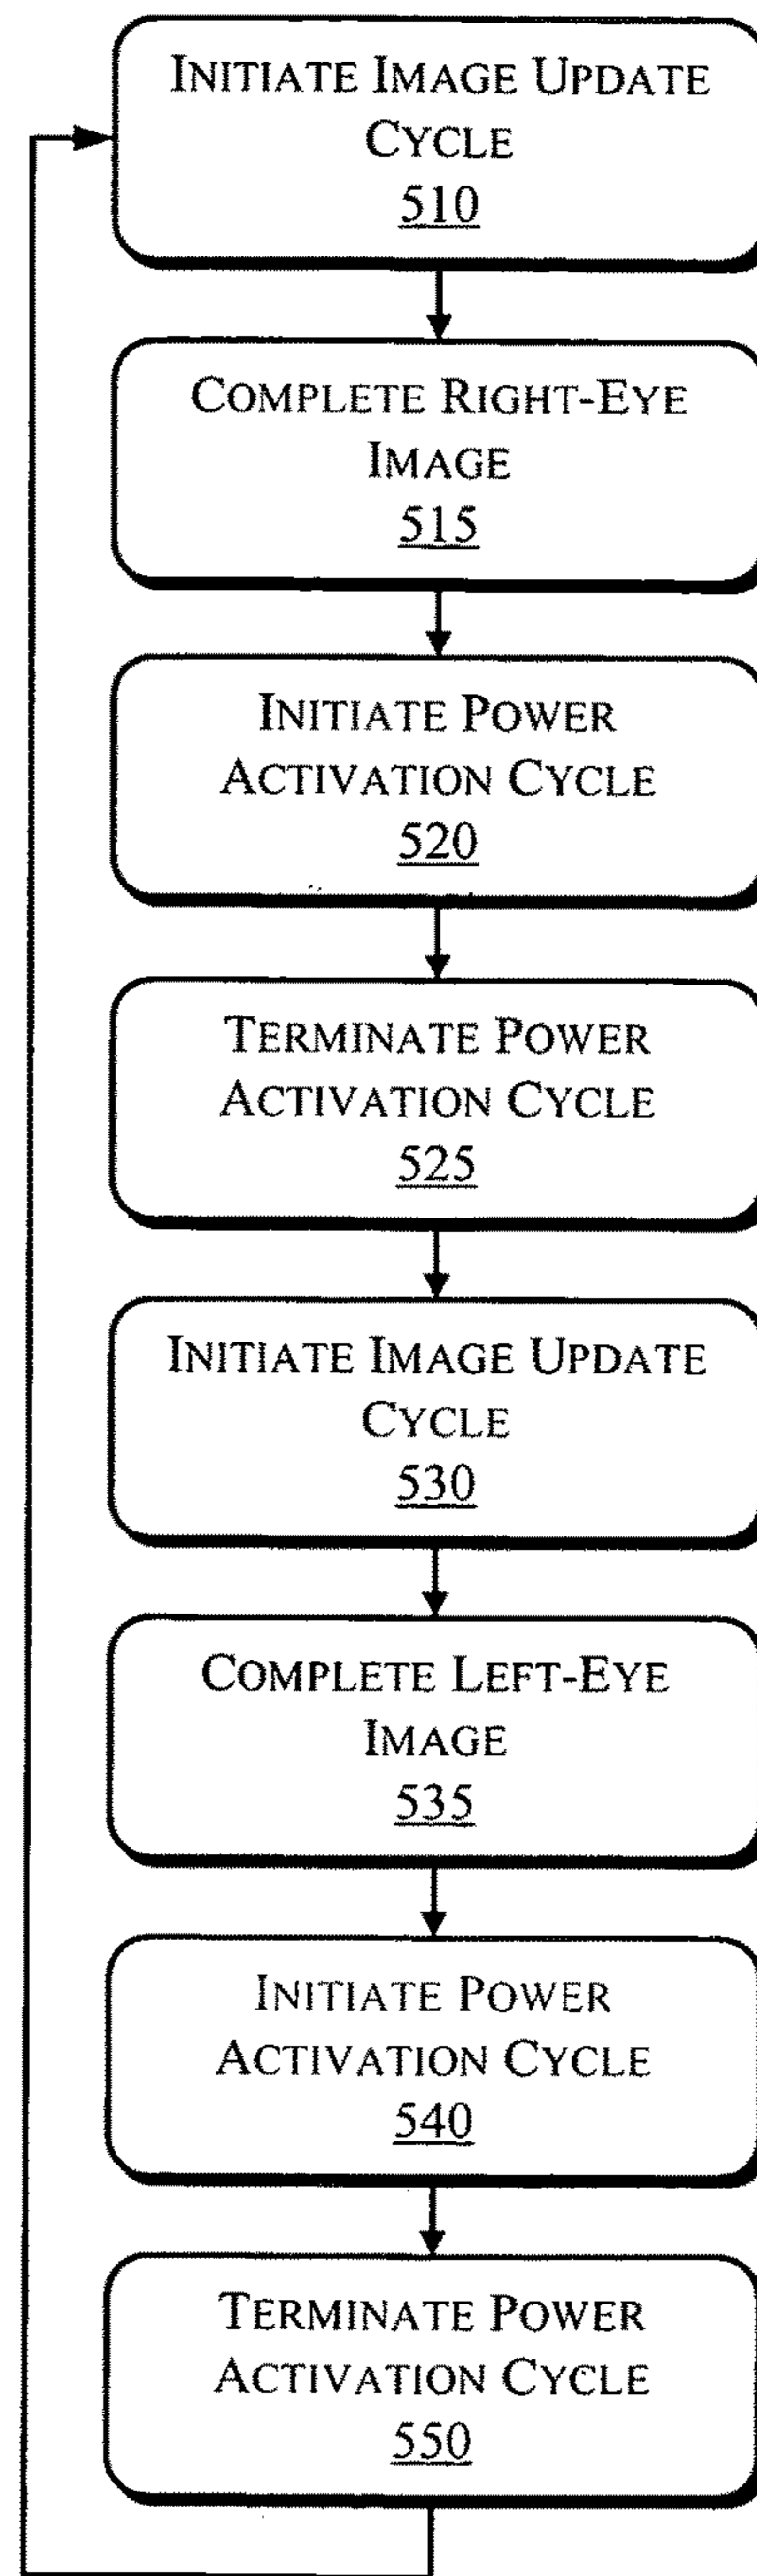 INITIATE IMAGE UPDATE
CYCLE
510
COMPLETE RIGHT-EYE
IMAGE
515
INITIATE POWER
ACTIVATION CYCLE
520
TERMINATE POWER
ACTIVATION CYCLE
525
INITIATE IMAGE UPDATE
CYCLE
530
COMPLETE LEFT-EYE
IMAGE
535
INITIATE POWER
ACTIVATION CYCLE
540
TERMINATE POWER
ACTIVATION CYCLE
550